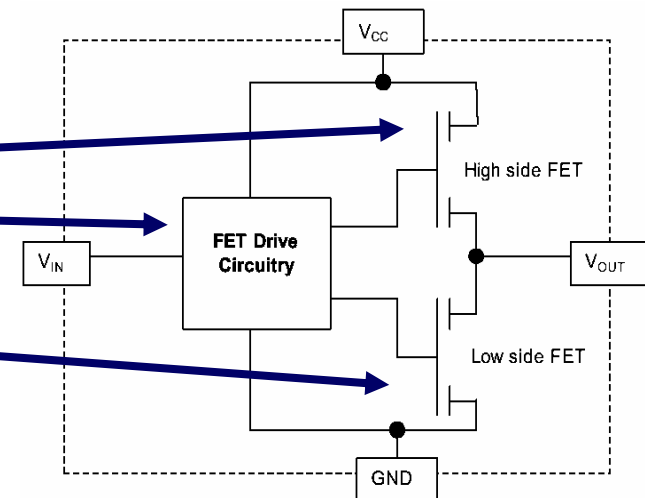 VCC
High side FET
FET Drive
Circuitry
VIN
VOUT
Low side FET
GND